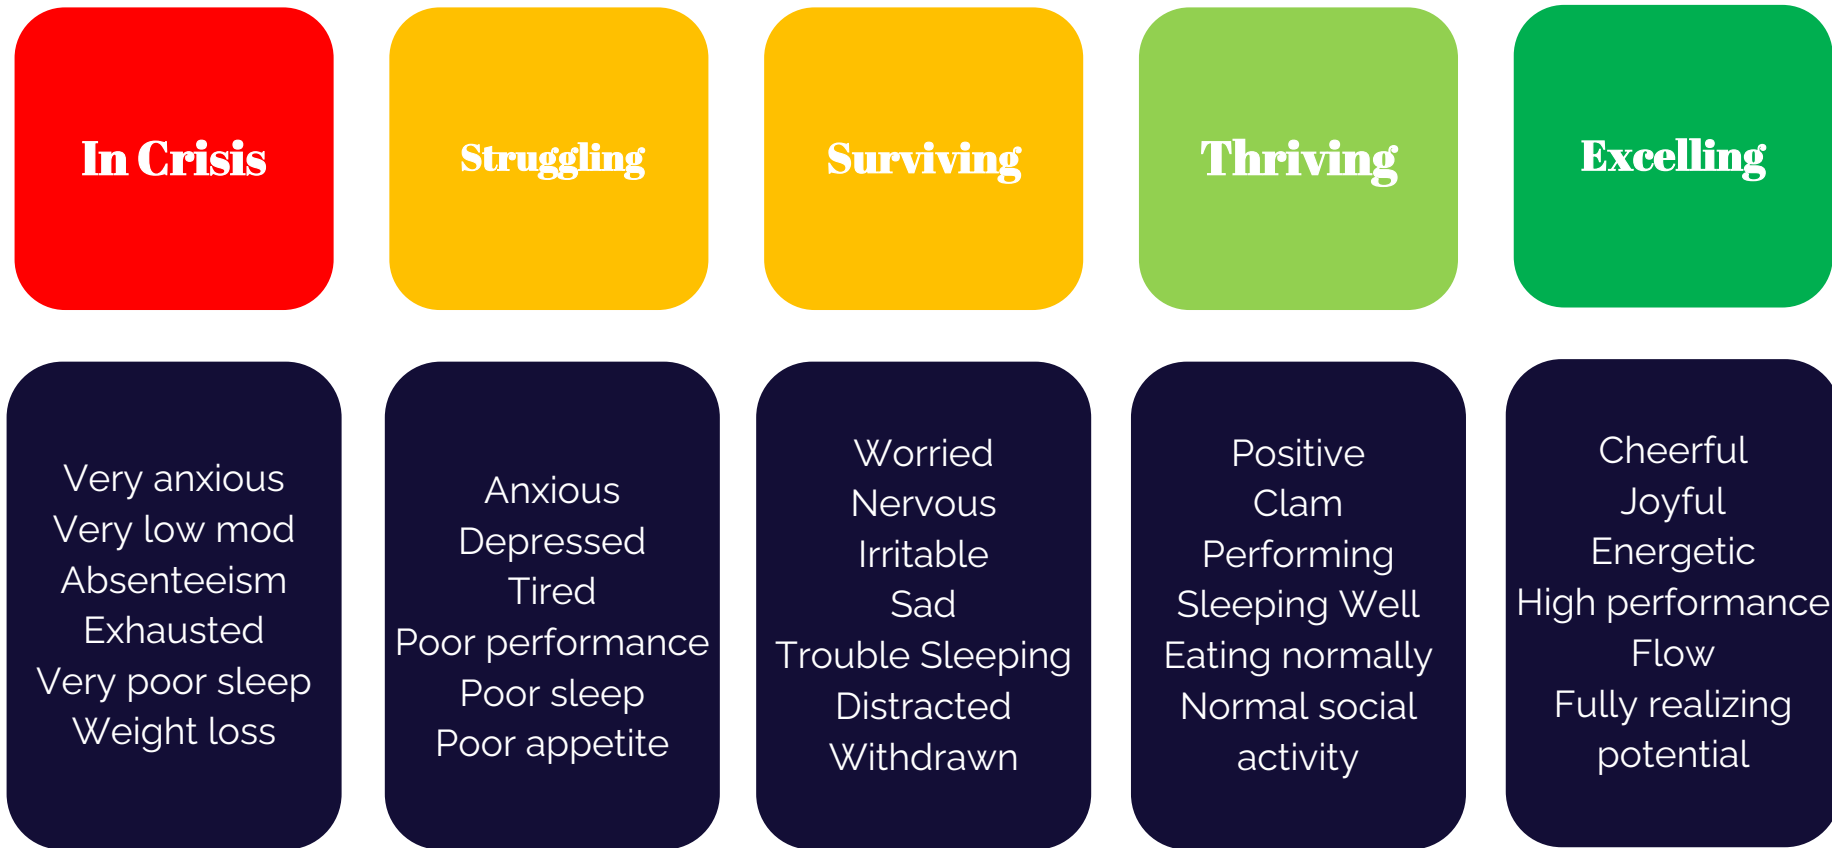 In Crisis
Struggling
Surviving
Thriving
Excelling
Very anxious
Very low mod
Absenteeism
Exhausted
Very poor sleep
Weight loss
Anxious
Depressed
Tired
Poor performance
Poor sleep
Poor appetite
Worried
Nervous
Irritable
Sad
Trouble Sleeping
Distracted
Withdrawn
Positive
Clam
Performing
Sleeping Well
Eating normally
Normal social
activity
Cheerful
Joyful
Energetic
High performance
Flow
Fully realizing
potential